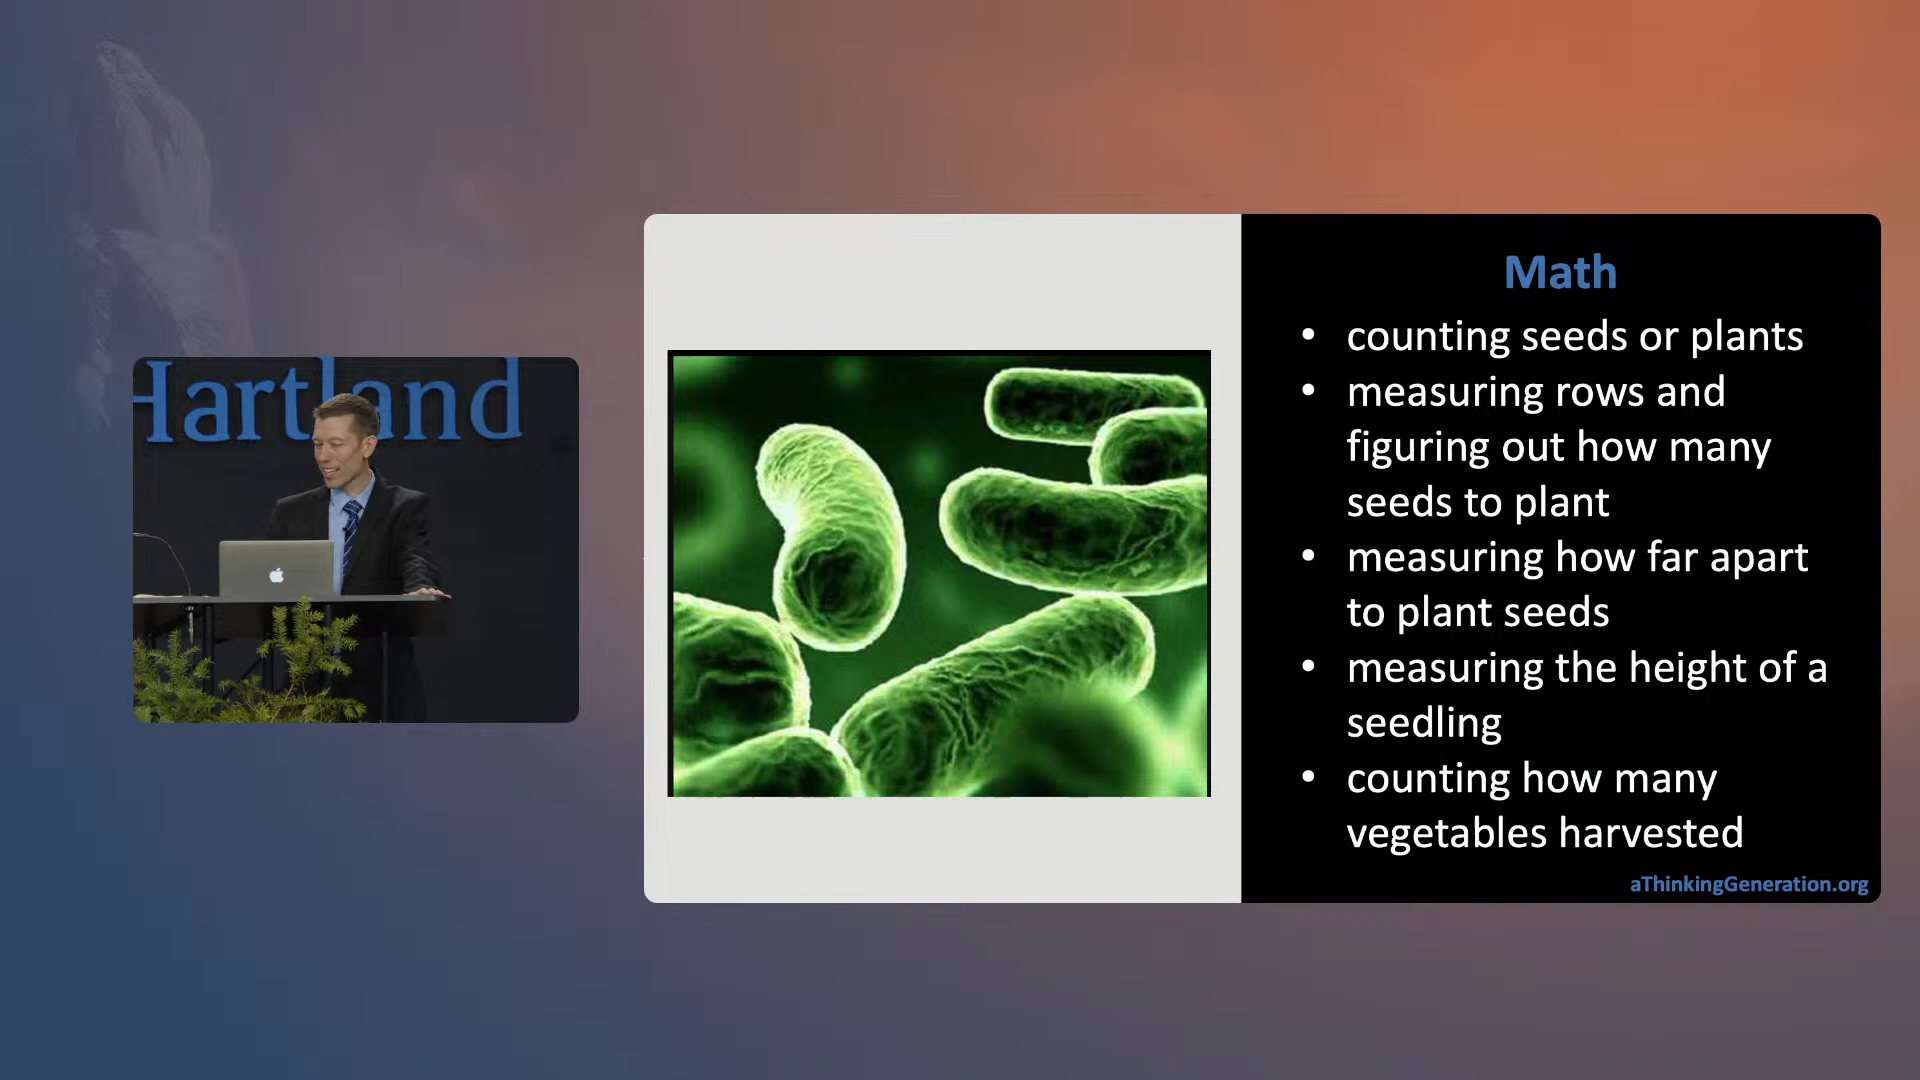 Hartland
Math
• counting seeds or plants
• measuring rows and
figuring out how many
seeds to plant
• measuring how far apart
to plant seeds
• measuring the height of a
seedling
• counting how many
vegetables harvested
aThinkingGeneration.org